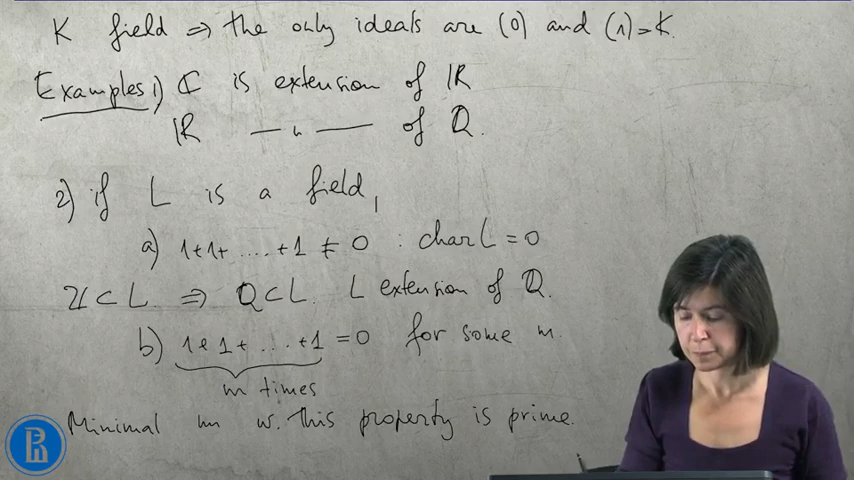 K field ⇒ the only ideals are (0) and (1)=K.
Examples 1) ℂ is extension of ℝ
ℝ —— " —— of ℚ.
2) if L is a field,
a) 1+1+ .... +1 ≠ 0 : char L = 0
ℤ ⊂ L ⇒ ℚ ⊂ L. L extension of ℚ.
b) 1+1+ ... +1 = 0 for some m.
m times
Minimal m w. this property is prime.